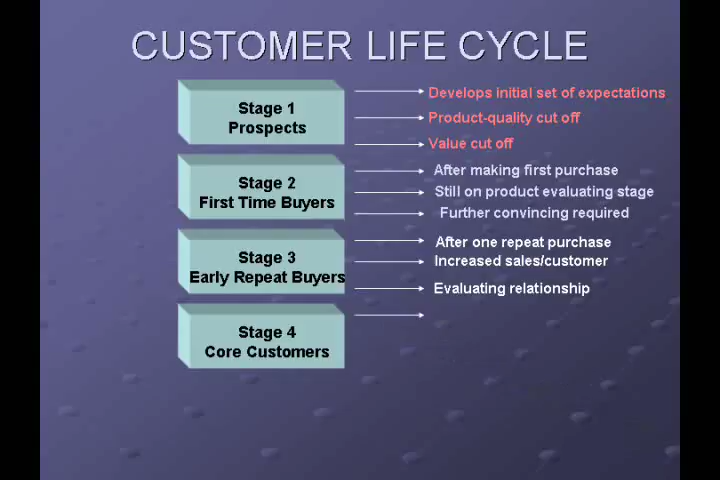 CUSTOMER LIFE CYCLE
Stage 1
Prospects
Develops initial set of expectations
Product-quality cut off
Value cut off
Stage 2
First Time Buyers
After making first purchase
Still on product evaluating stage
Further convincing required
Stage 3
Early Repeat Buyers
After one repeat purchase
Increased sales/customer
Evaluating relationship
Stage 4
Core Customers